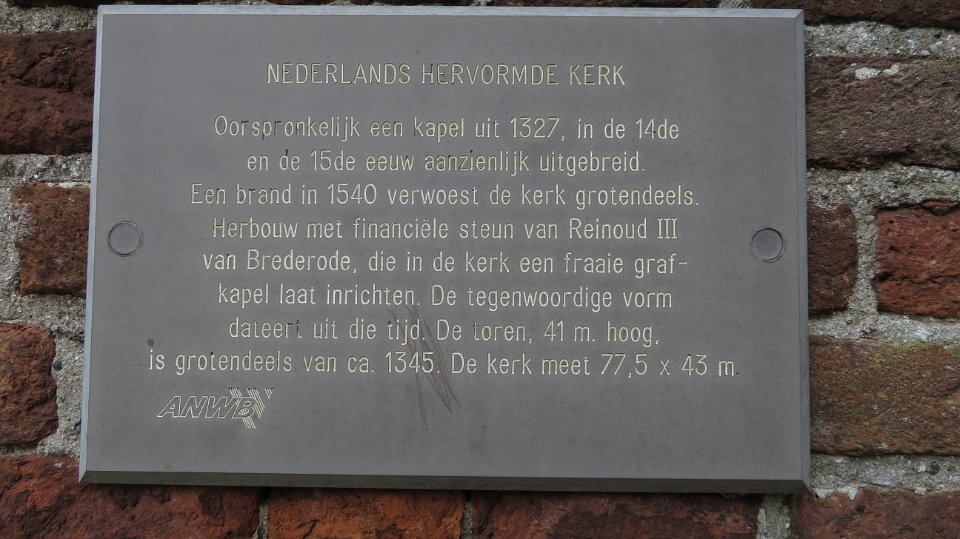 NEDERLANDS HERVORMDE KERK
Oorspronkelijk een kapel uit 1327, in de 14de
en de 15de eeuw aanzienlijk uitgebreid.
Een brand in 1540 verwoest de kerk grotendeels.
Herbouw met financiële steun van Reinoud III
van Brederode, die in de kerk een fraaie graf-
kapel laat inrichten. De tegenwoordige vorm
dateert uit die tijd. De toren, 41 m. hoog,
is grotendeels van ca. 1345. De kerk meet 77,5 x 43 m.
ANWB